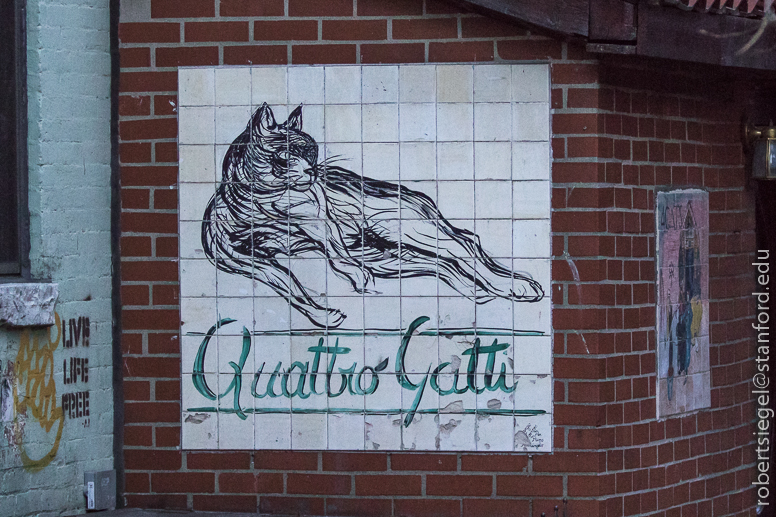 LIVE
LIFE
FREE
Quattro Gatti
robertsiegel@stanford.edu